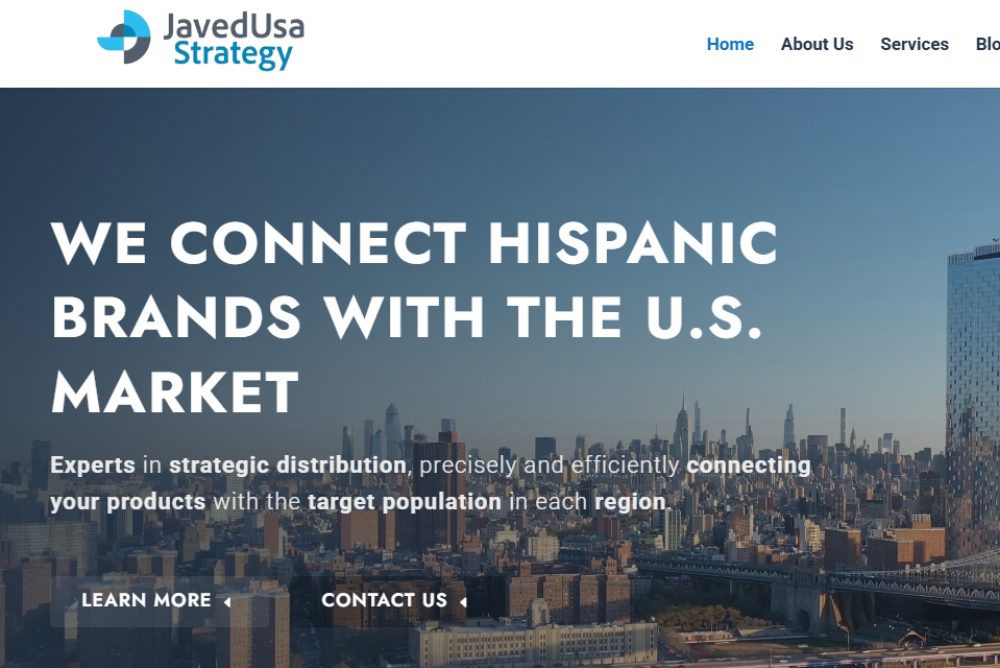 JavedUsa
Strategy
Home About Us Services Blo
WE CONNECT HISPANIC
BRANDS WITH THE U.S.
MARKET
Experts in strategic distribution, precisely and efficiently connecting
your products with the target population in each region.
LEARN MORE CONTACT US